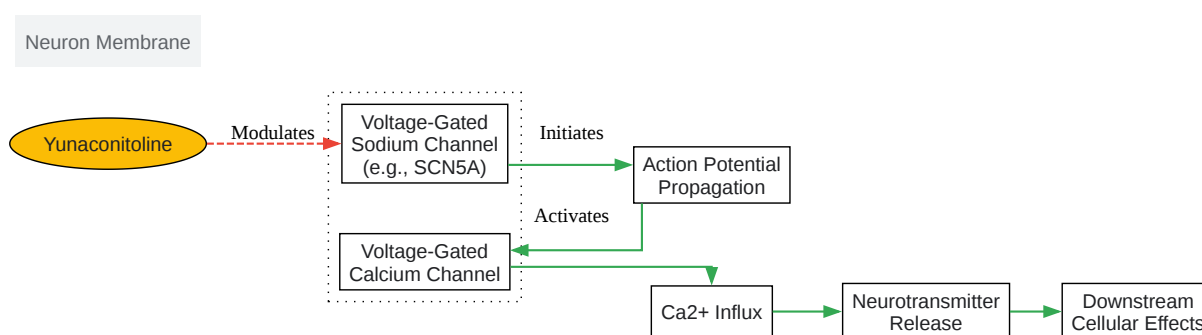 Neuron Membrane
Yunaconitoline
Modulates
Voltage-Gated
Sodium Channel
(e.g., SCN5A)
Initiates
Action Potential
Propagation
Activates
Voltage-Gated
Calcium Channel
Ca2+ Influx
Neurotransmitter
Release
Downstream
Cellular Effects